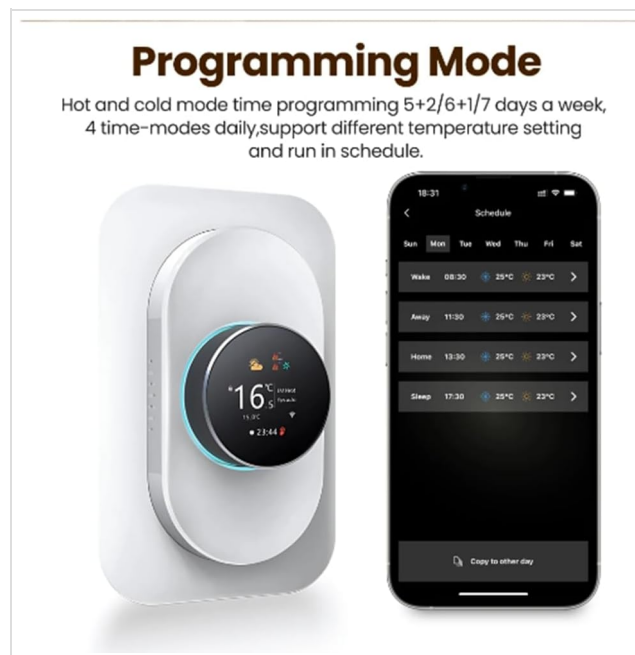 Programming Mode
Hot and cold mode time programming 5+2/6+1/7 days a week,
4 time-modes daily,support different temperature setting
and run in schedule.
18:31
Schedule
Sun Mon Tue Wed Thu Fri Sat
Wake 08:30 25°C 23°C
Away 11:30 25°C 23°C
Home 13:30 25°C 23°C
Sleep 17:30 25°C 23°C
Copy to other day
16.5 °C
15.0°C
23:44